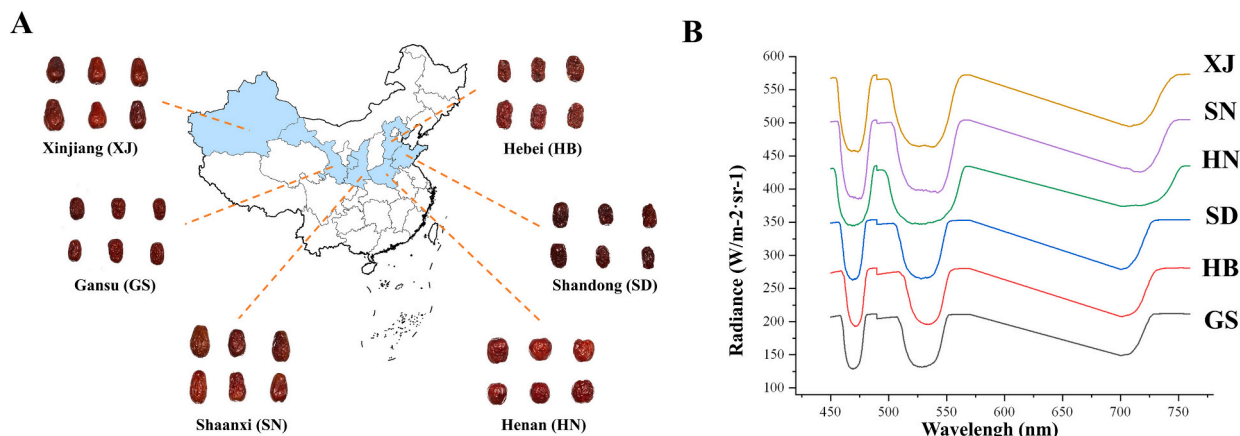 A
Xinjiang (XJ)
Hebei (HB)
Gansu (GS)
Shandong (SD)
Shaanxi (SN)
Henan (HN)
B
Radiance (W/m-2·sr-1)
600
550
500
450
400
350
300
250
200
150
100
450
500
550
600
650
700
750
Wavelengh (nm)
XJ
SN
HN
SD
HB
GS